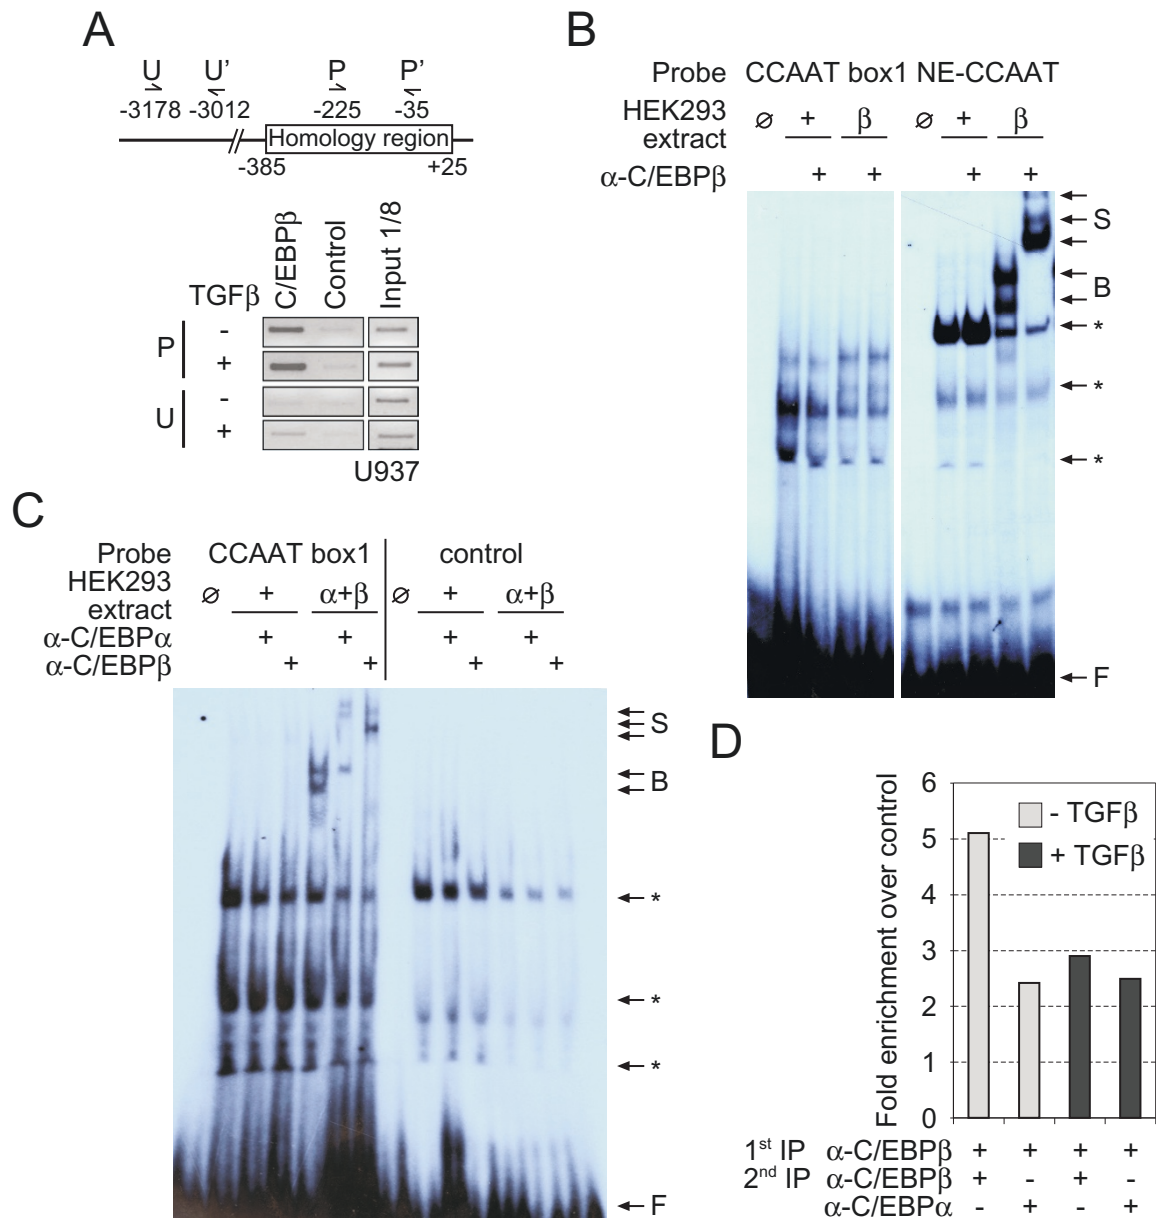 A
U U' P P'
-3178 -3012 -225 -35
Homology region
-385 +25
C/EBPβ Control Input 1/8
TGFβ
P
-
+
U
-
+
U937
B
Probe CCAAT box1 NE-CCAAT
HEK293 extract ∅ + β ∅ + β
α-C/EBPβ + + + +
S
B
*
*
*
F
C
Probe CCAAT box1 control
HEK293 extract ∅ + α+β ∅ + α+β
α-C/EBPα + + + +
α-C/EBPβ + + + +
S
B
*
*
*
F
D
Fold enrichment over control
6
5
4
3
2
1
0
- TGFβ
+ TGFβ
1st IP α-C/EBPβ + + + +
2nd IP α-C/EBPβ + - + -
α-C/EBPα - + - +